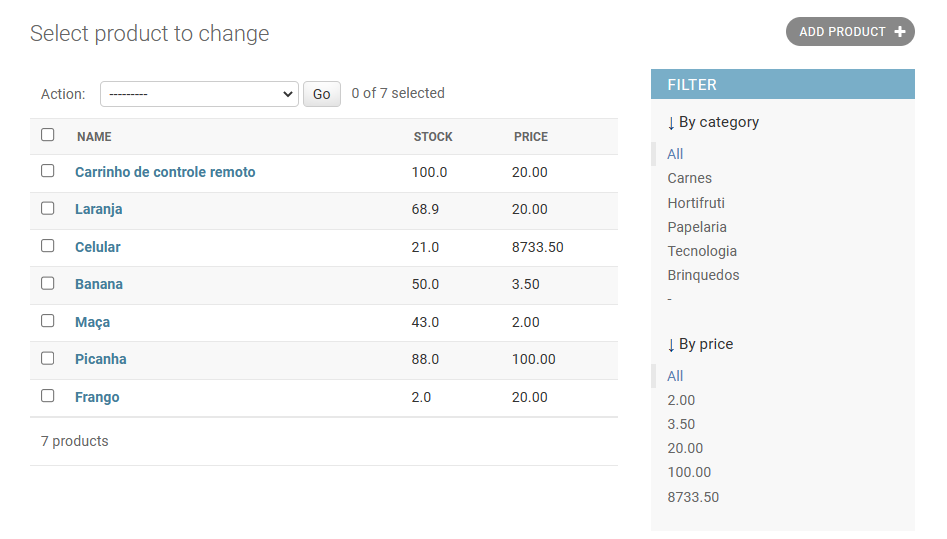 Select product to change
ADD PRODUCT +
Action: --------- Go 0 of 7 selected
NAME STOCK PRICE
Carrinho de controle remoto 100.0 20.00
Laranja 68.9 20.00
Celular 21.0 8733.50
Banana 50.0 3.50
Maça 43.0 2.00
Picanha 88.0 100.00
Frango 2.0 20.00
7 products
FILTER
↓ By category
All
Carnes
Hortifruti
Papelaria
Tecnologia
Brinquedos
-
↓ By price
All
2.00
3.50
20.00
100.00
8733.50